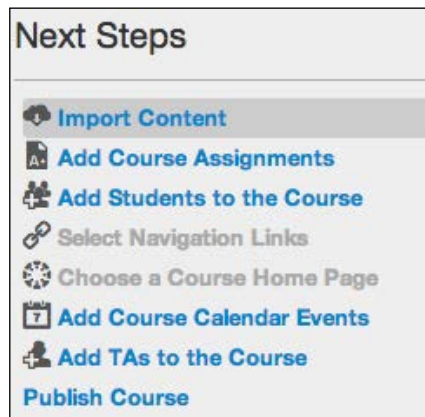 Next Steps
Import Content
A+ Add Course Assignments
Add Students to the Course
Select Navigation Links
Choose a Course Home Page
7 Add Course Calendar Events
Add TAs to the Course
Publish Course